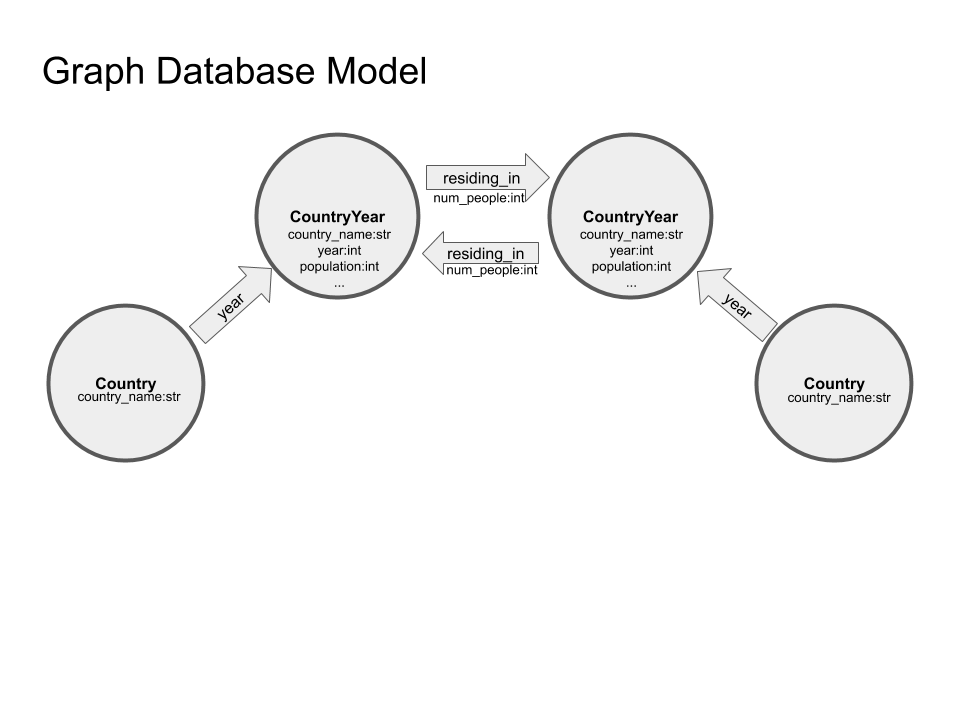 Graph Database Model
CountryYear
country_name:str
year:int
population:int
...
residing_in
num_people:int
residing_in
num_people:int
CountryYear
country_name:str
year:int
population:int
...
year
year
Country
country_name:str
Country
country_name:str